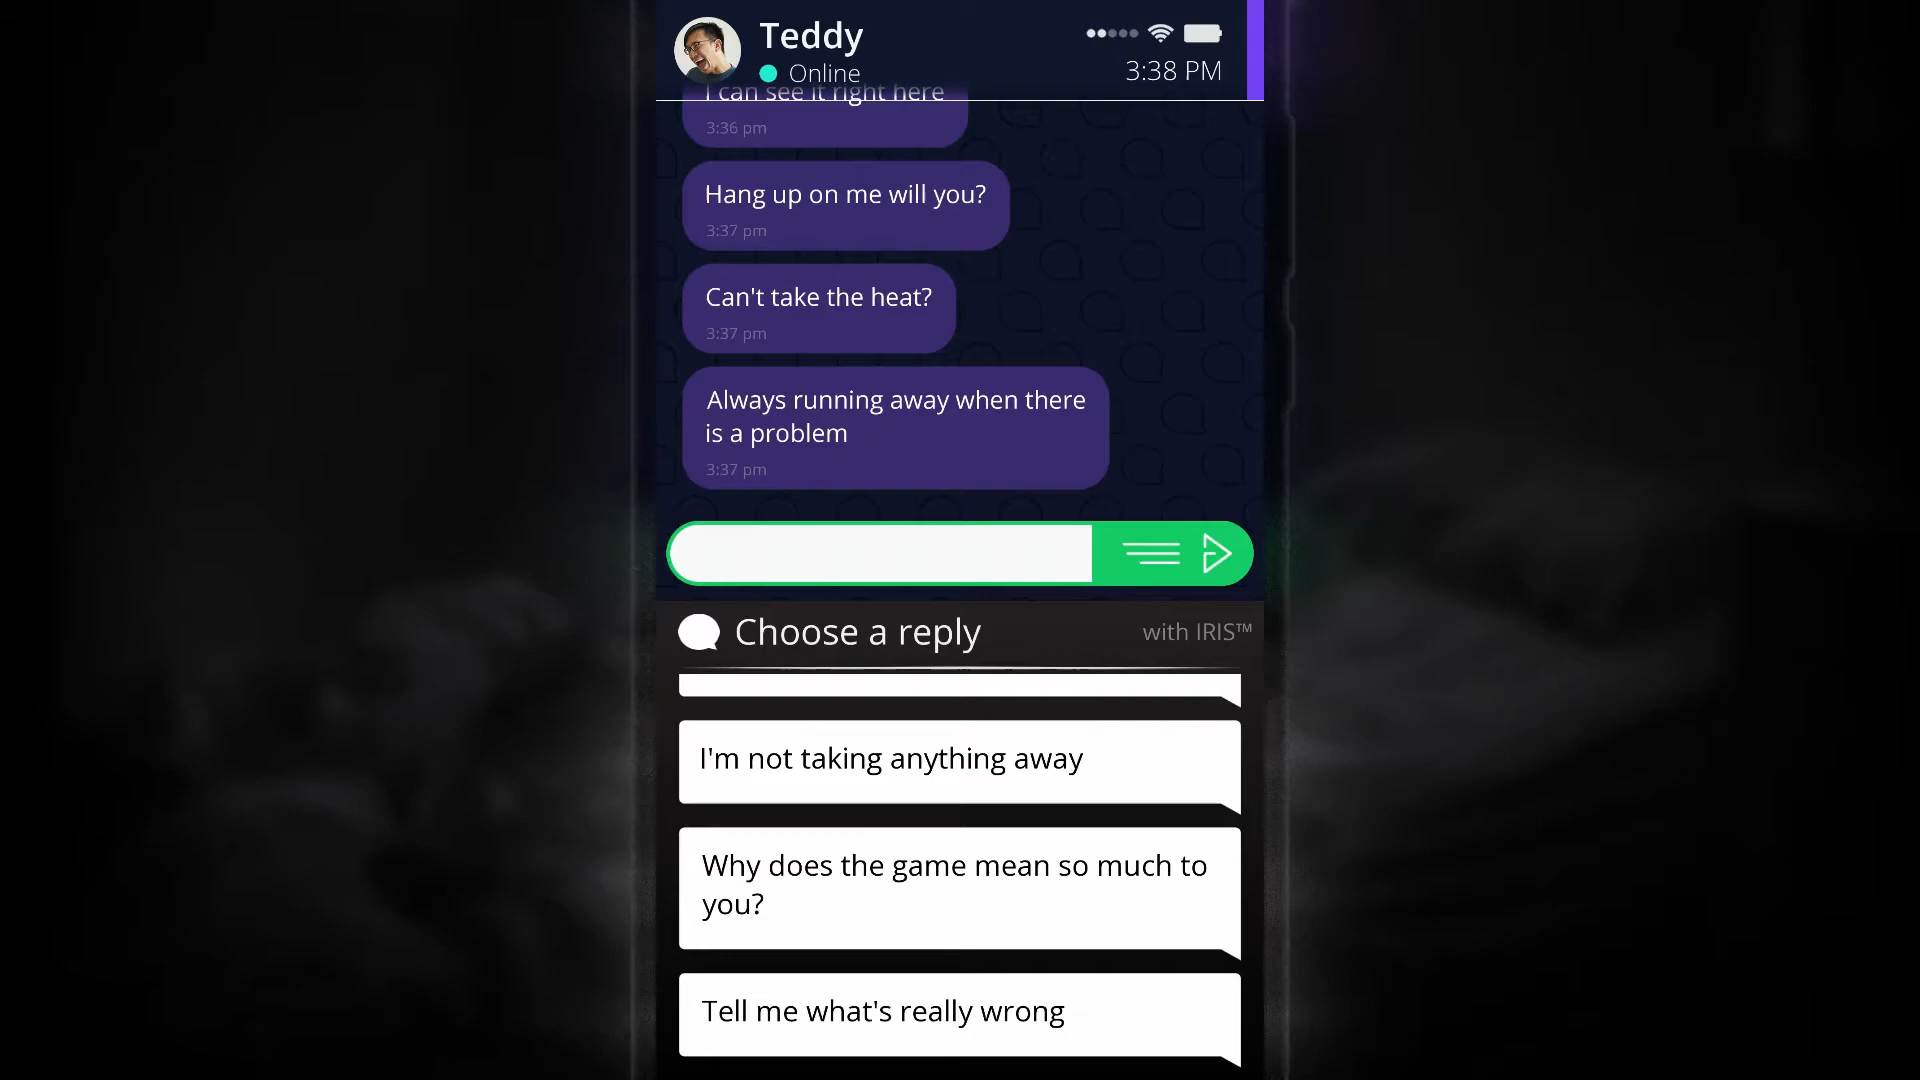 Teddy
Online
3:38 PM
I can see it right here
3:36 pm
Hang up on me will you?
3:37 pm
Can't take the heat?
3:37 pm
Always running away when there
is a problem
3:37 pm
Choose a reply
with IRIS™
I'm not taking anything away
Why does the game mean so much to
you?
Tell me what's really wrong